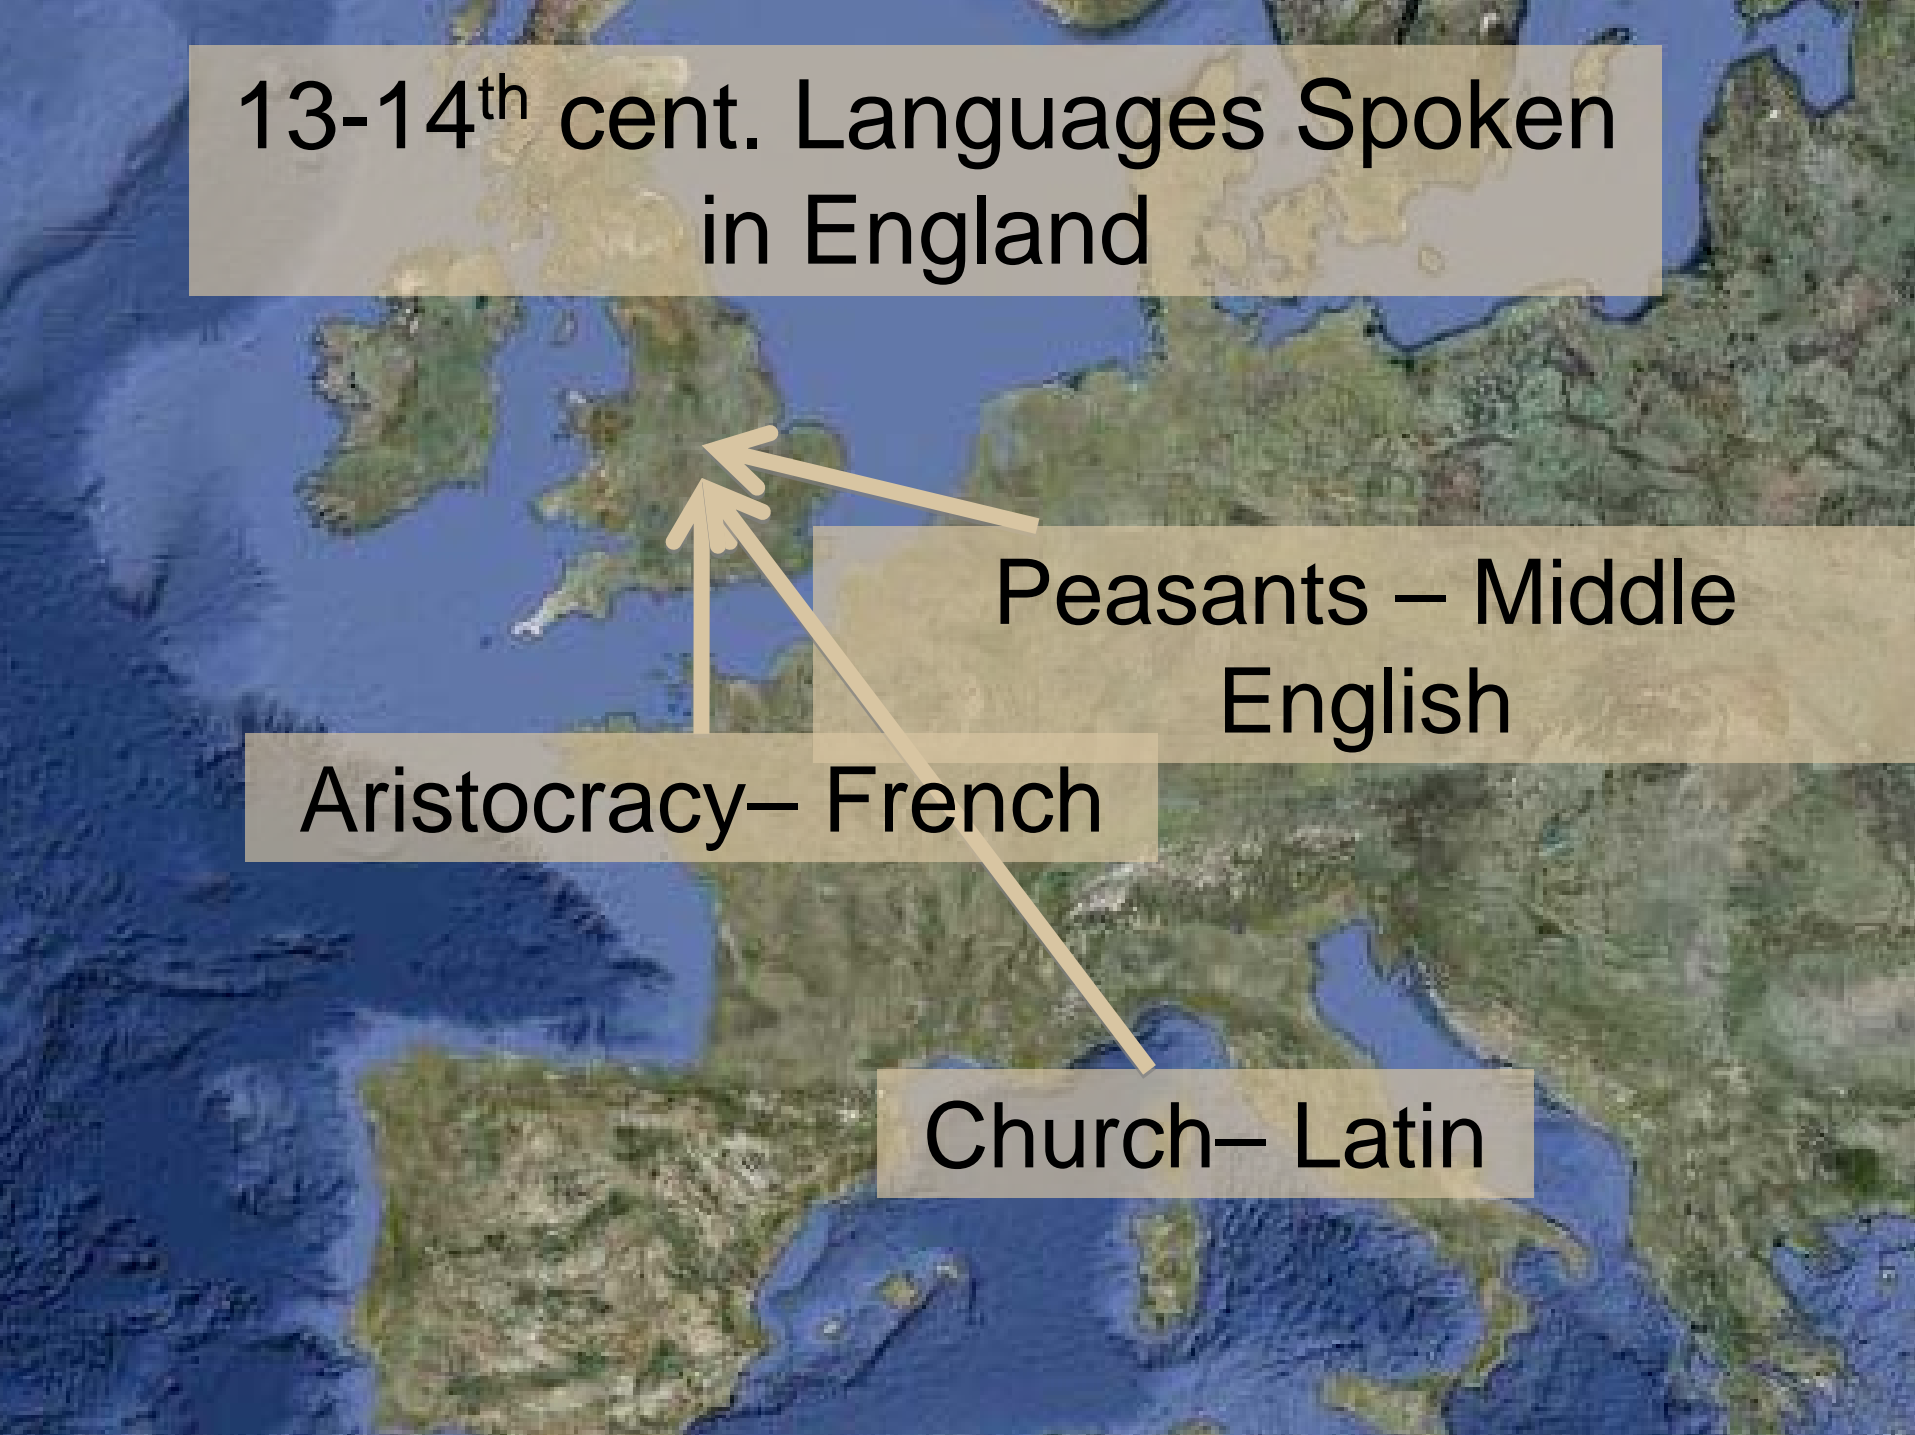 13-14th cent. Languages Spoken
in England
Peasants – Middle
English
Aristocracy– French
Church– Latin